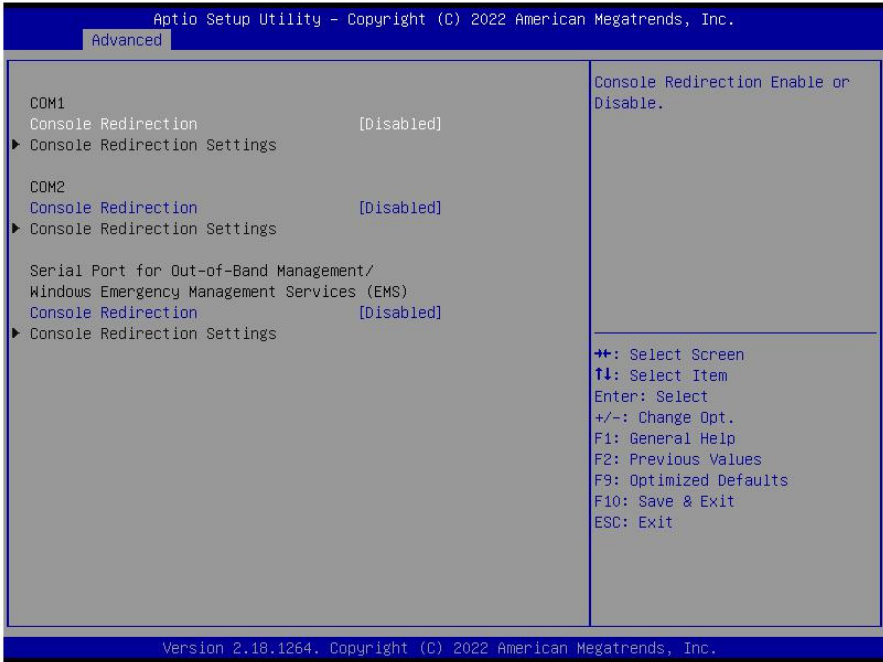 Aptio Setup Utility – Copyright (C) 2022 American Megatrends, Inc.
Advanced
COM1
Console Redirection [Disabled]
▶ Console Redirection Settings
COM2
Console Redirection [Disabled]
▶ Console Redirection Settings
Serial Port for Out-of-Band Management/
Windows Emergency Management Services (EMS)
Console Redirection [Disabled]
▶ Console Redirection Settings
Console Redirection Enable or
Disable.
→←: Select Screen
↑↓: Select Item
Enter: Select
+/-: Change Opt.
F1: General Help
F2: Previous Values
F9: Optimized Defaults
F10: Save & Exit
ESC: Exit
Version 2.18.1264. Copyright (C) 2022 American Megatrends, Inc.